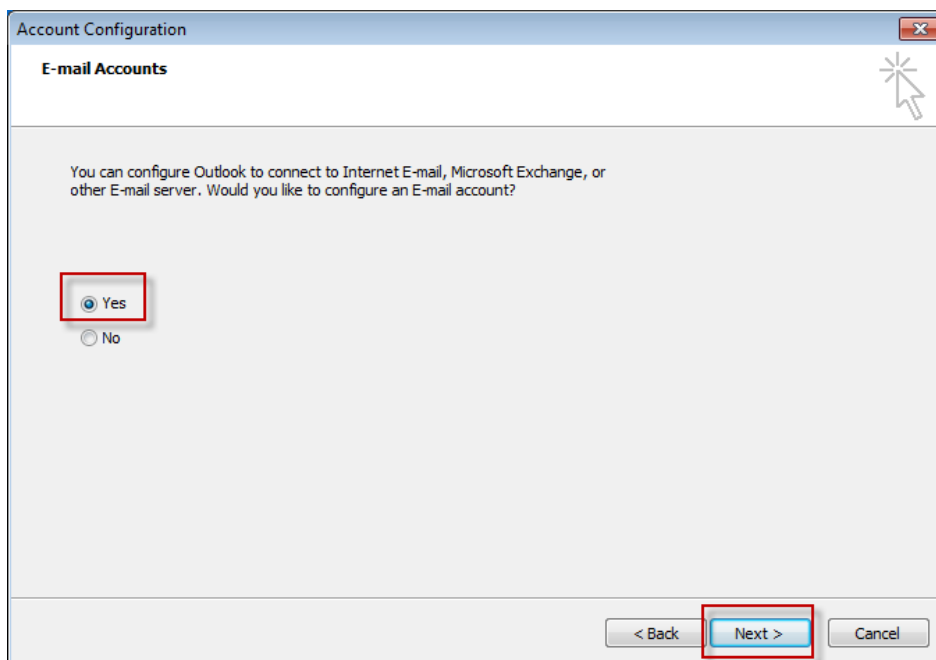 Account Configuration
E-mail Accounts
You can configure Outlook to connect to Internet E-mail, Microsoft Exchange, or
other E-mail server. Would you like to configure an E-mail account?
Yes
No
< Back Next > Cancel